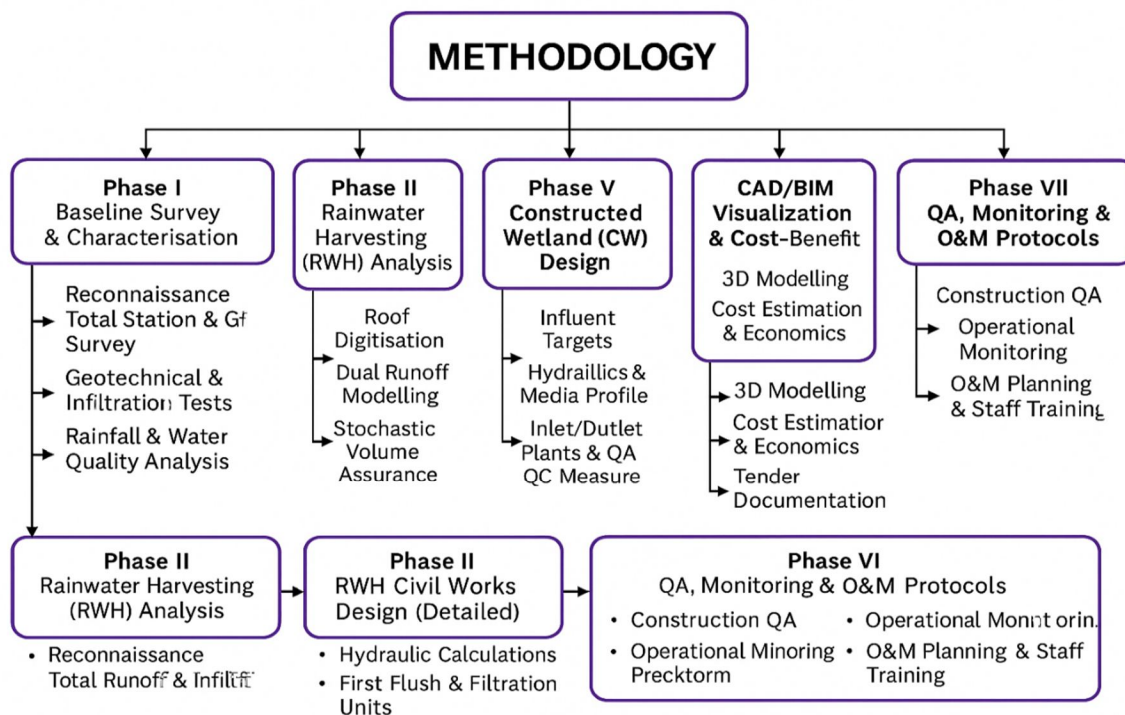 METHODOLOGY
Phase I
Baseline Survey
& Characterisation
Reconnaissance
Total Station &
Survey
Geotechnical &
Infiltration Tests
Rainfall & Water
Quality Analysis
Phase II
Rainwater
Harvesting
(RWH) Analysis
Roof
Digitisation
Dual Runoff
Modelling
Stochastic
Volume
Assurance
Phase V
Constructed
Wetland (CW)
Design
Influent
Targets
Hydraillics &
Media Profile
Inlet/Dutlet
Plants & QA
QC Measure
CAD/BIM
Visualization
& Cost-Benefit
3D Modelling
Cost Estimation
& Economics
3D Modelling
Cost Estimatior
& Economics
Tender
Documentation
Phase VII
QA, Monitoring &
O&M Protocols
Construction QA
Operational
Monitoring
O&M Planning
& Staff Training
Phase II
Rainwater Harvesting
(RWH) Analysis
• Reconnaissance
Total Runoff &
Phase II
RWH Civil Works
Design (Detailed)
• Hydraulic Calculations
• First Flush & Filtration
Units
Phase VI
QA, Monitoring & O&M Protocols
• Construction QA
• Operational Minoring
Precktorm
• Operational
• O&M Planning & Staff
Training